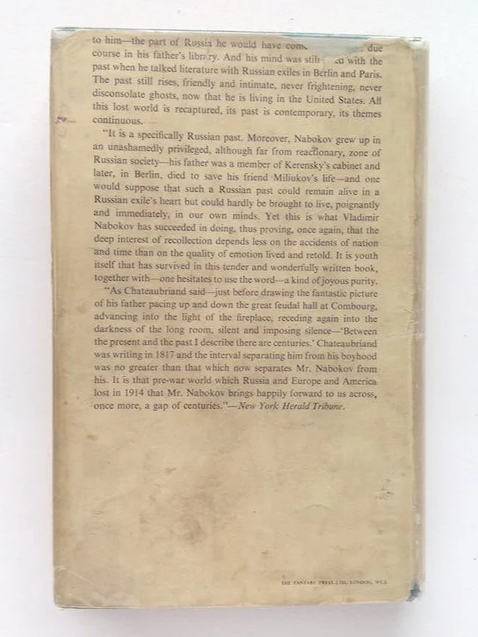 to him—the part of Russia he would have due
course in his father's library. And his mind was still with the
past when he talked literature with Russian exiles in Berlin and Paris.
The past still rises, friendly and intimate, never frightening, never
disconsolate ghosts, now that he is living in the United States. All
this lost world is recaptured, its past is contemporary, its themes
continuous.
"It is a specifically Russian past. Moreover, Nabokov grew up in
an unashamedly privileged, although far from reactionary, zone of
Russian society—his father was a member of Kerensky's cabinet and
later, in Berlin, died to save his friend Miliukov's life—and one
would suppose that such a Russian past could remain alive in a
Russian exile's heart but could hardly be brought to live, poignantly
and immediately, in our own minds. Yet this is what Vladimir
Nabokov has succeeded in doing, thus proving, once again, that the
deep interest of recollection depends less on the accidents of nation
and time than on the quality of emotion lived and retold. It is youth
itself that has survived in this tender and wonderfully written book,
together with—one hesitates to use the word—a kind of joyous purity.
"As Chateaubriand said—just before drawing the fantastic picture
of his father pacing up and down the great feudal hall at Combourg,
advancing into the light of the fireplace, receding again into the
darkness of the long room, silent and imposing silence—'Between
the present and the past I describe there are centuries.' Chateaubriand
was writing in 1817 and the interval separating him from his boyhood
was no greater than that which now separates Mr. Nabokov from
his. It is that pre-war world which Russia and Europe and America
lost in 1914 that Mr. Nabokov brings happily forward to us across,
once more, a gap of centuries."—New York Herald Tribune.
THE FANFARE PRESS LTD., LONDON, W.C.2